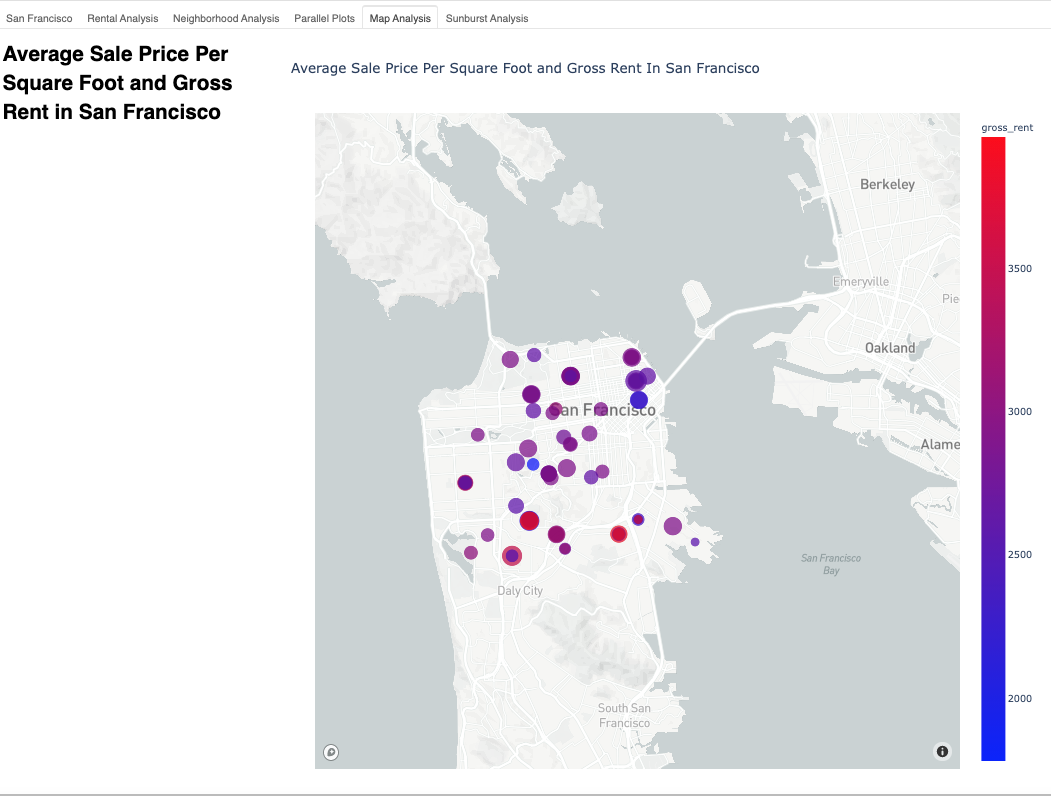 San Francisco Rental Analysis Neighborhood Analysis Parallel Plots Map Analysis Sunburst Analysis
Average Sale Price Per
Square Foot and Gross
Rent in San Francisco
Average Sale Price Per Square Foot and Gross Rent In San Francisco
gross_rent
Berkeley
Emeryville
Pie
Oakland
an Francisco
Alame
San Francisco
Bay
Daly City
South San
Francisco
3500
3000
2500
2000